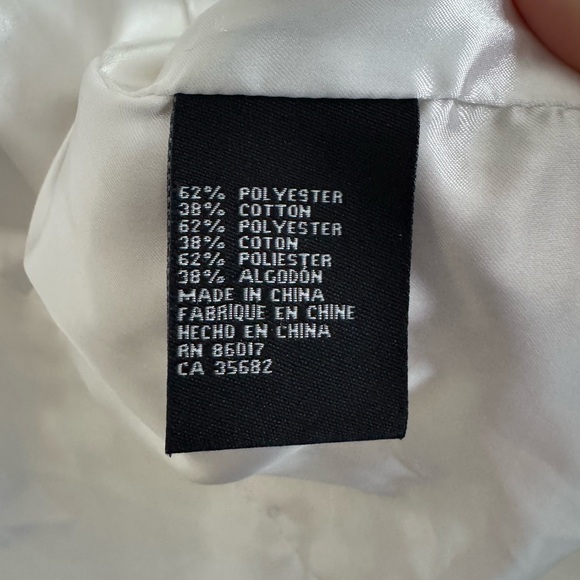 62% POLYESTER
38% COTTON
62% POLYESTER
38% COTON
62% POLIESTER
38% ALGODÓN
MADE IN CHINA
FABRIQUE EN CHINE
HECHO EN CHINA
RN 86017
CA 35682